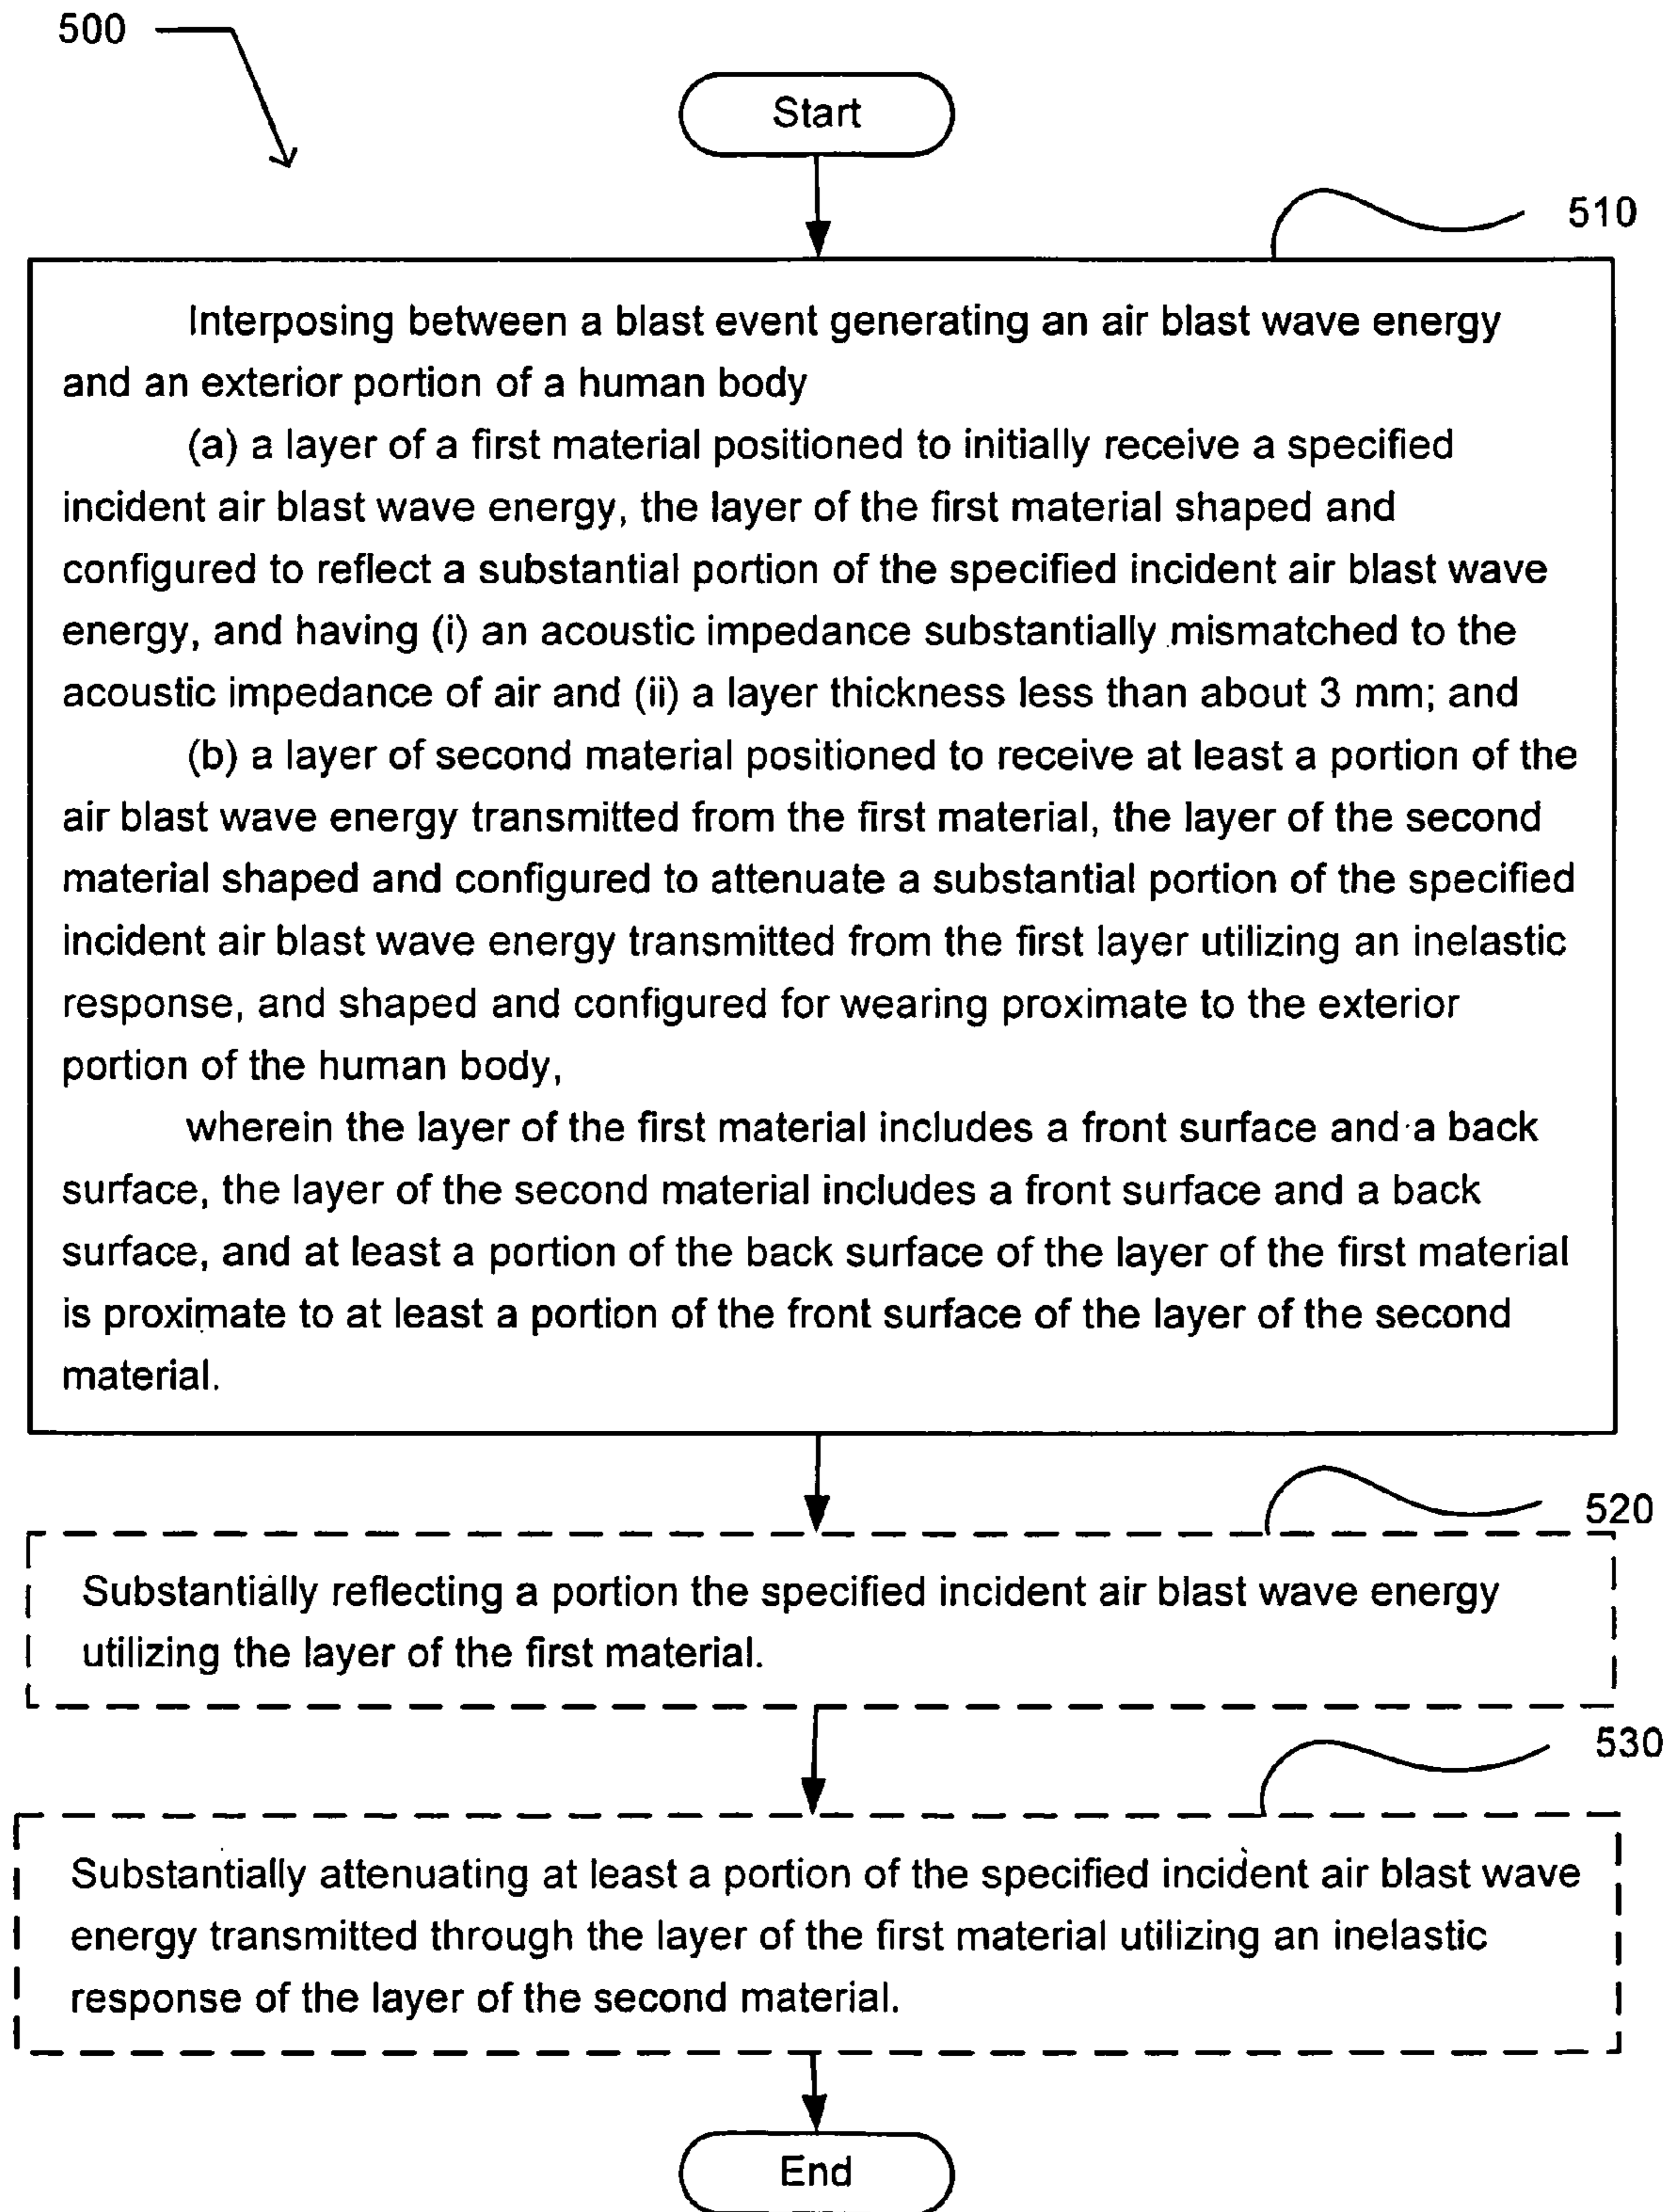 500
Start
510
Interposing between a blast event generating an air blast wave energy
and an exterior portion of a human body
(a) a layer of a first material positioned to initially receive a specified
incident air blast wave energy, the layer of the first material shaped and
configured to reflect a substantial portion of the specified incident air blast wave
energy, and having (i) an acoustic impedance substantially mismatched to the
acoustic impedance of air and (ii) a layer thickness less than about 3 mm; and
(b) a layer of second material positioned to receive at least a portion of the
air blast wave energy transmitted from the first material, the layer of the second
material shaped and configured to attenuate a substantial portion of the specified
incident air blast wave energy transmitted from the first layer utilizing an inelastic
response, and shaped and configured for wearing proximate to the exterior
portion of the human body,
wherein the layer of the first material includes a front surface and a back
surface, the layer of the second material includes a front surface and a back
surface, and at least a portion of the back surface of the layer of the first material
is proximate to at least a portion of the front surface of the layer of the second
material.
520
Substantially reflecting a portion the specified incident air blast wave energy
utilizing the layer of the first material.
530
Substantially attenuating at least a portion of the specified incident air blast wave
energy transmitted through the layer of the first material utilizing an inelastic
response of the layer of the second material.
End